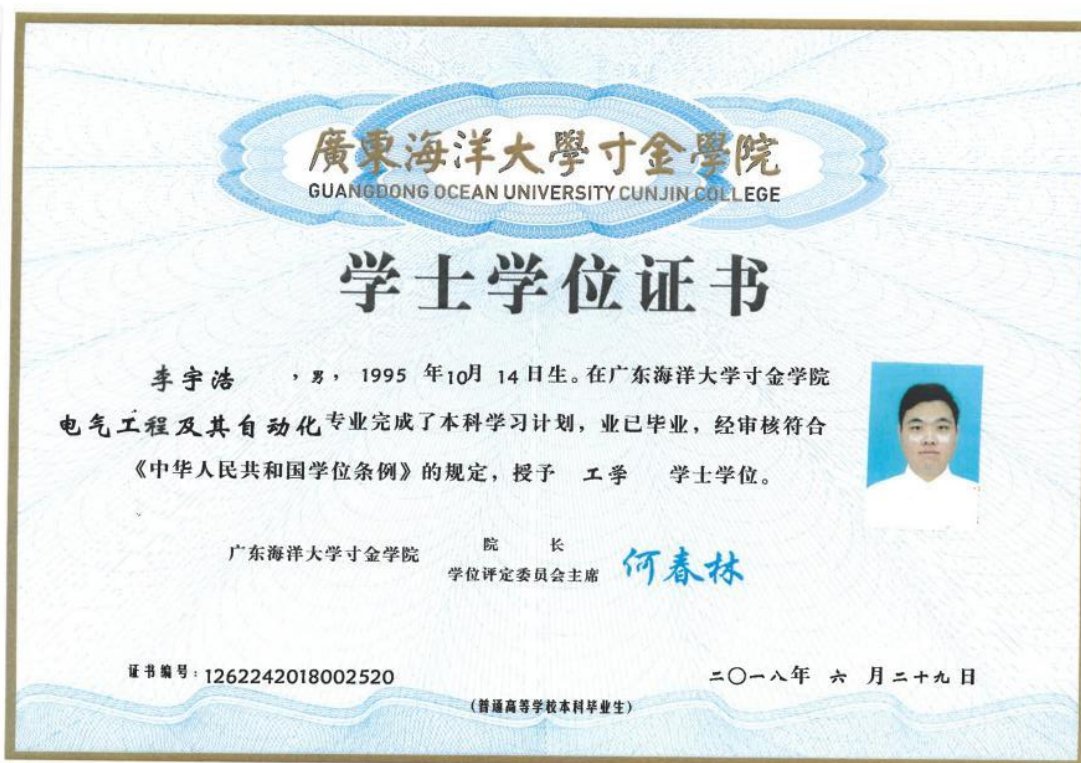 廣東海洋大學寸金學院
GUANGDONG OCEAN UNIVERSITY CUNJIN COLLEGE
学士学位证书
李宇浩 ，男，1995 年10月 14日生。在广东海洋大学寸金学院
电气工程及其自动化专业完成了本科学习计划，业已毕业，经审核符合
《中华人民共和国学位条例》的规定，授予 工学 学士学位。
广东海洋大学寸金学院
院 长
学位评定委员会主席
何春林
证书编号：1262242018002520
二〇一八年 六 月二十九日
（普通高等学校本科毕业生）